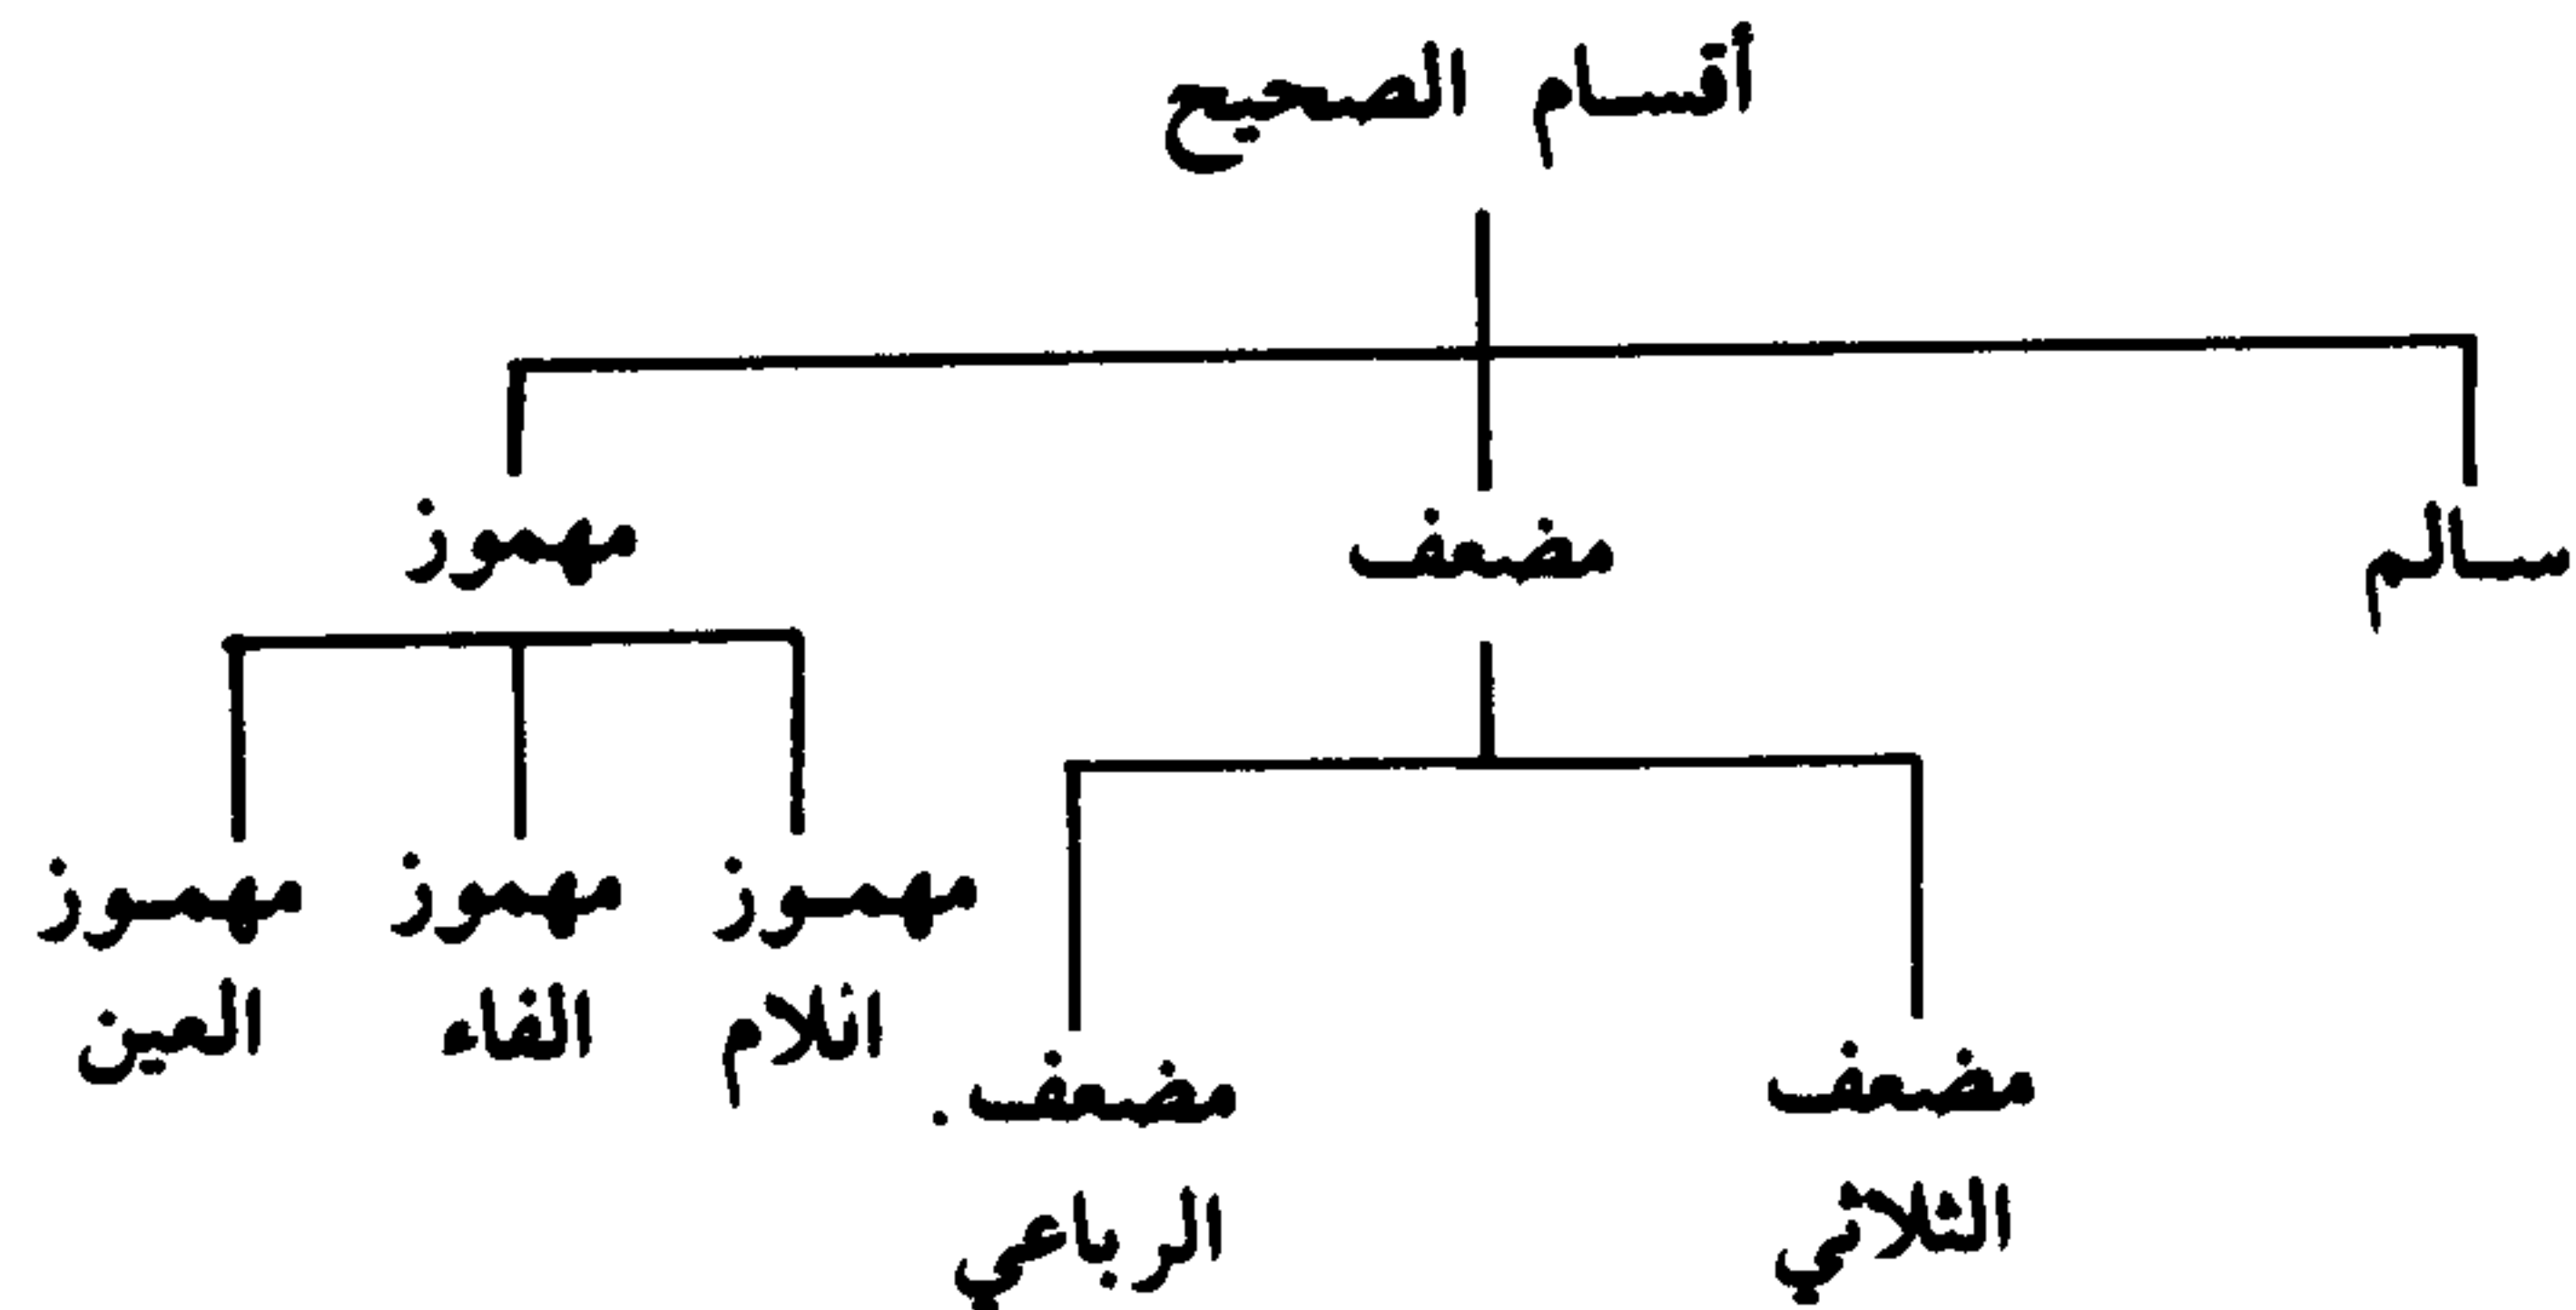 أقسام الصحيح
سالم
مضعف
مهموز
مهموز اللام
مهموز الفاء
مهموز العين
مضعف الثلاثي
مضعف الرباعي